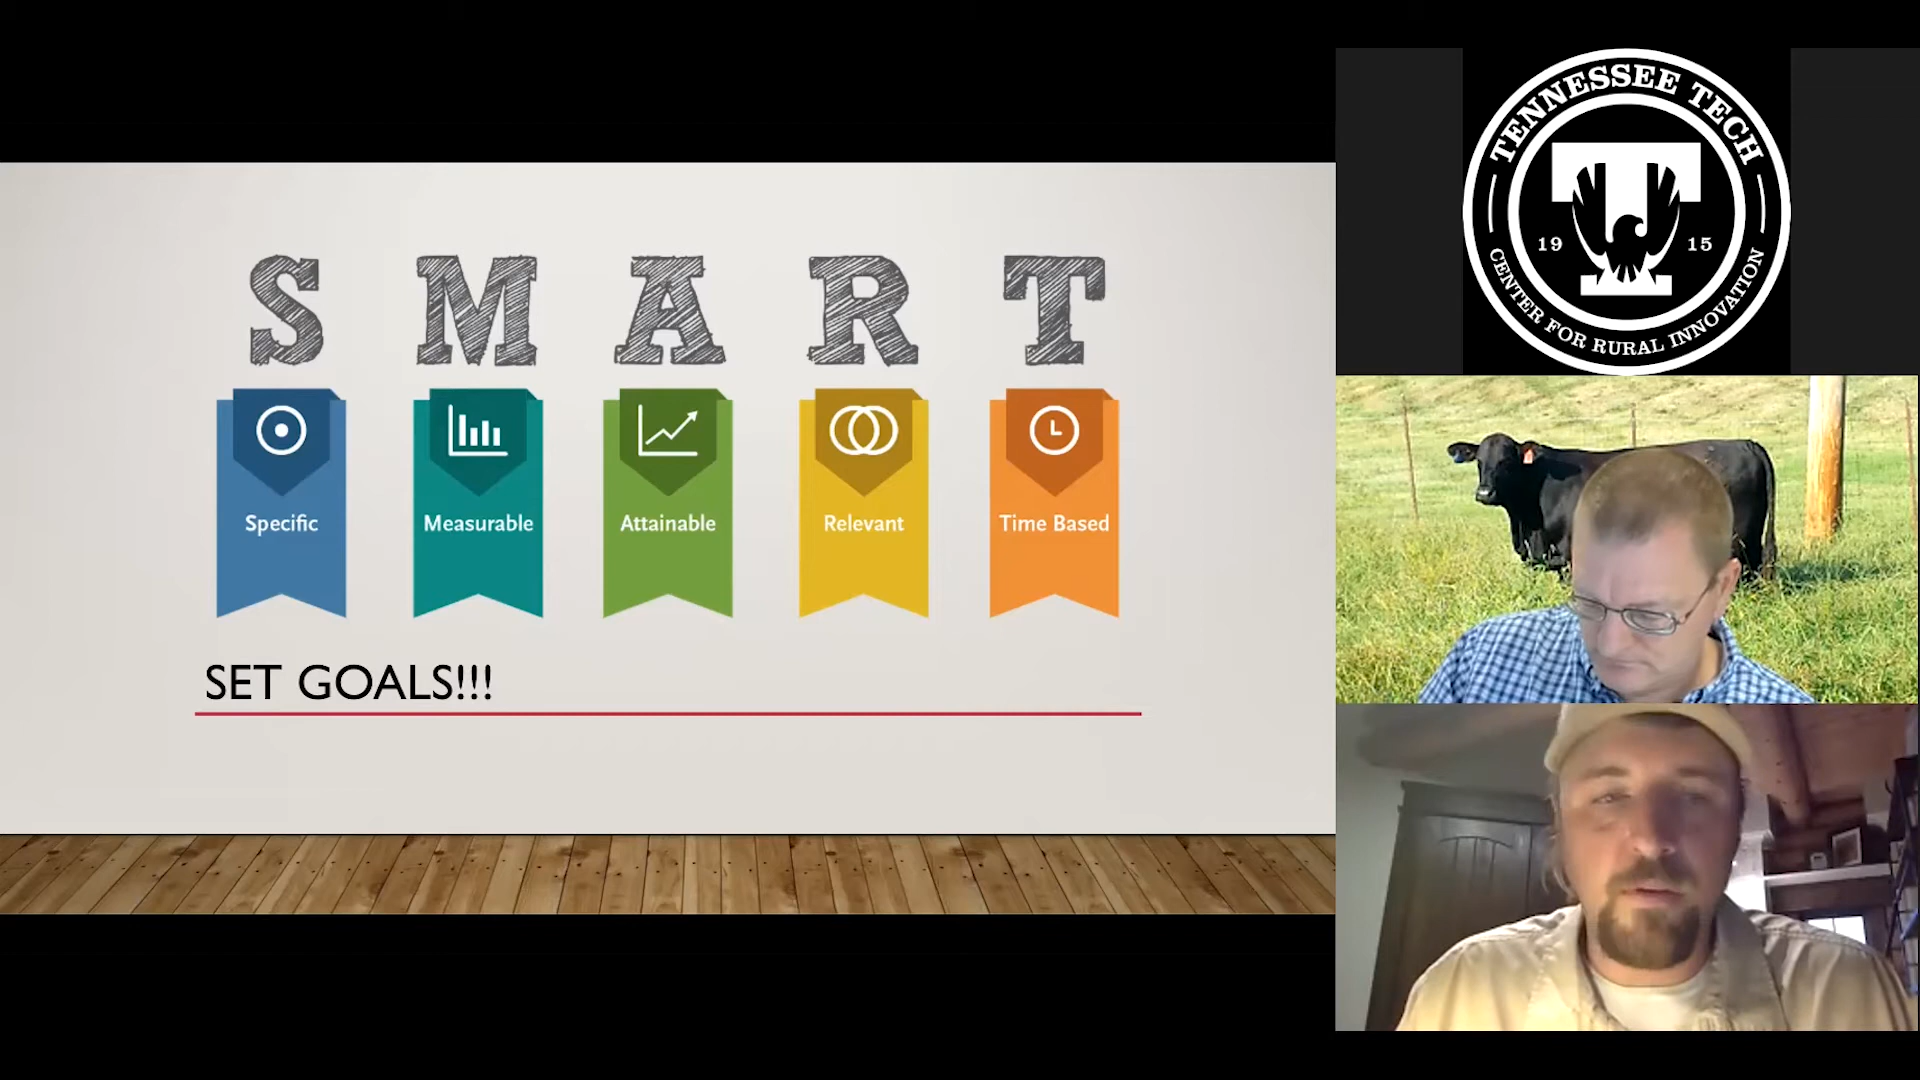 S M A R T
Specific Measurable Attainable Relevant Time Based
SET GOALS!!!
TENNESSEE TECH
19 15
CENTER FOR RURAL INNOVATION